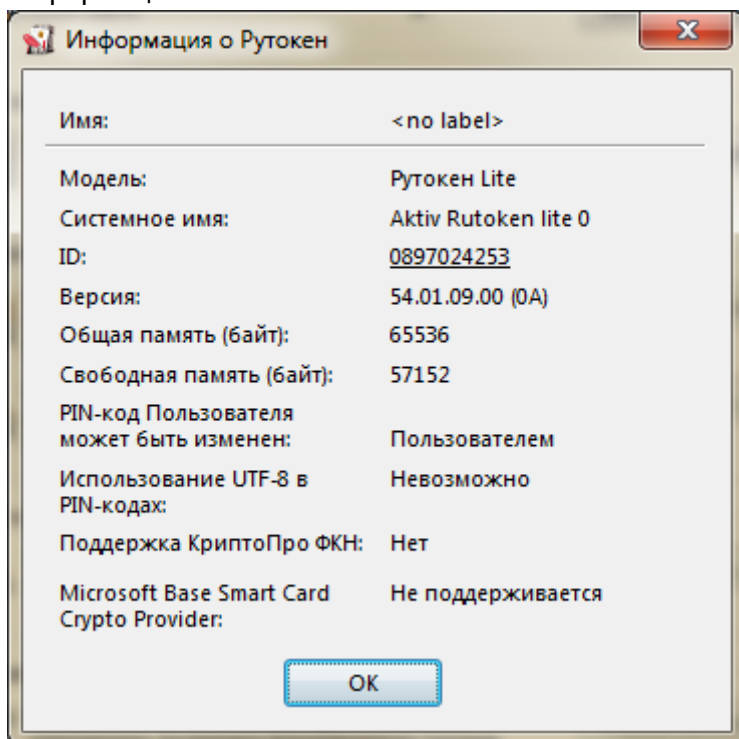 Информация о Рутокен
Имя: <no label>
Модель: Рутокен Lite
Системное имя: Aktiv Rutoken lite 0
ID: 0897024253
Версия: 54.01.09.00 (0A)
Общая память (байт): 65536
Свободная память (байт): 57152
PIN-код Пользователя
может быть изменен: Пользователем
Использование UTF-8 в Невозможно
PIN-кодах:
Поддержка КриптоПро ФКН: Нет
Microsoft Base Smart Card Не поддерживается
Crypto Provider:
OK